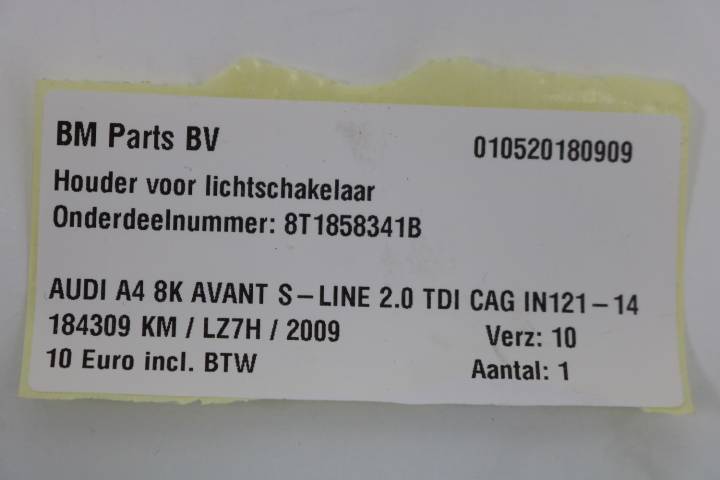 BM Parts BV 010520180909
Houder voor lichtschakelaar
Onderdeelnummer: 8T1858341B
AUDI A4 8K AVANT S-LINE 2.0 TDI CAG IN121-14
184309 KM / LZ7H / 2009 Verz: 10
10 Euro incl. BTW Aantal: 1